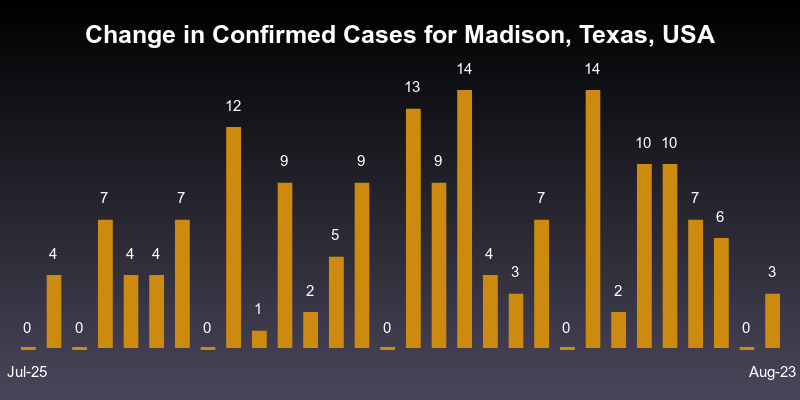 Change in Confirmed Cases for Madison, Texas, USA
0 4 0 7 4 4 7 0 12 1 9 2 5 9 0 13 9 14 4 3 7 0 14 2 10 10 7 6 0 3
Jul-25 Aug-23